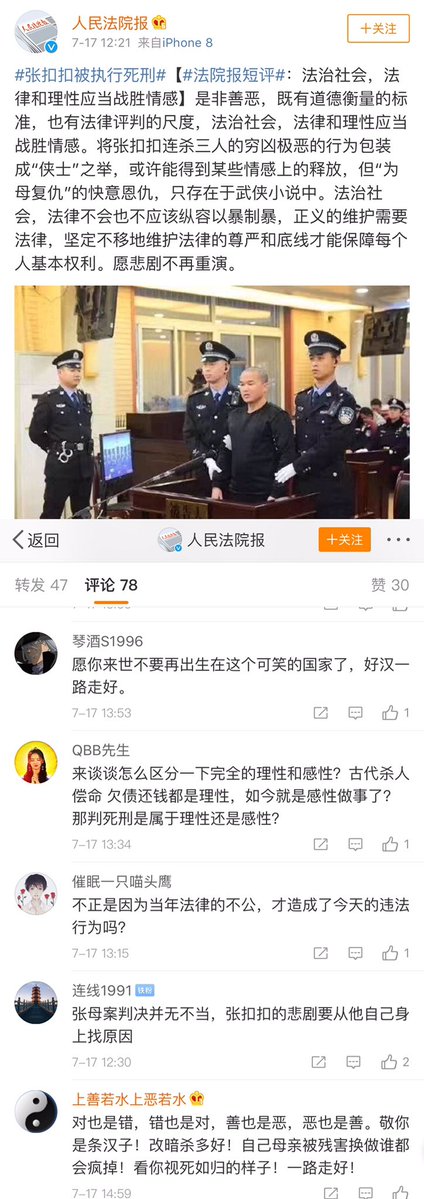 人民法院报
7-17 12:21 来自iPhone 8
十关注
#张扣扣被执行死刑#【#法院报短评#：法治社会，法
律和理性应当战胜情感】是非善恶，既有道德衡量的标
准，也有法律评判的尺度，法治社会，法律和理性应当
战胜情感。将张扣扣连杀三人的穷凶极恶的行为包装
成“侠士”之举，或许能得到某些情感上的释放，但“为
母复仇”的快意恩仇，只存在于武侠小说中。法治社
会，法律不会也不应该纵容以暴制暴，正义的维护需要
法律，坚定不移地维护法律的尊严和底线才能保障每个
人基本权利。愿悲剧不再重演。
返回
人民法院报
十关注
转发 47 评论 78 赞 30
琴酒S1996
愿你来世不要再出生在这个可笑的国家了，好汉一
路走好。
7-17 13:53
1
QBB先生
来谈谈怎么区分一下完全的理性和感性？古代杀人
偿命 欠债还钱都是理性，如今就是感性做事了？
那判死刑是属于理性还是感性？
7-17 13:34
1
催眠一只喵头鹰
不正是因为当年法律的不公，才造成了今天的违法
行为吗？
7-17 13:15
1
连线1991 铁粉
张母案判决并无不当，张扣扣的悲剧要从他自己身
上找原因
7-17 12:30
2
上善若水上恶若水
对也是错，错也是对，善也是恶，恶也是善。敬你
是条汉子！改暗杀多好！自己母亲被残害换做谁都
会疯掉！看你视死如归的样子！一路走好！
7-17 14:59